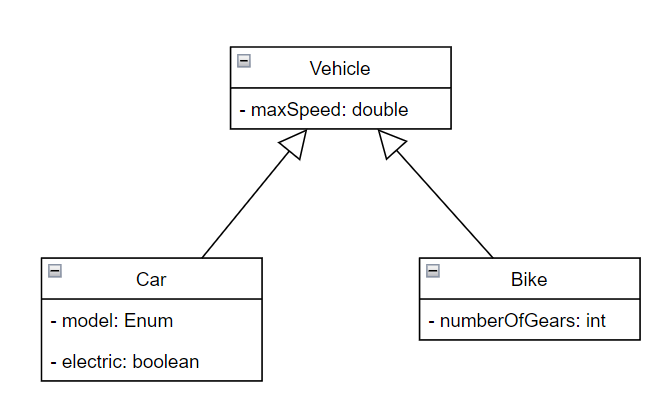 Vehicle
- maxSpeed: double
Car
- model: Enum
- electric: boolean
Bike
- numberOfGears: int